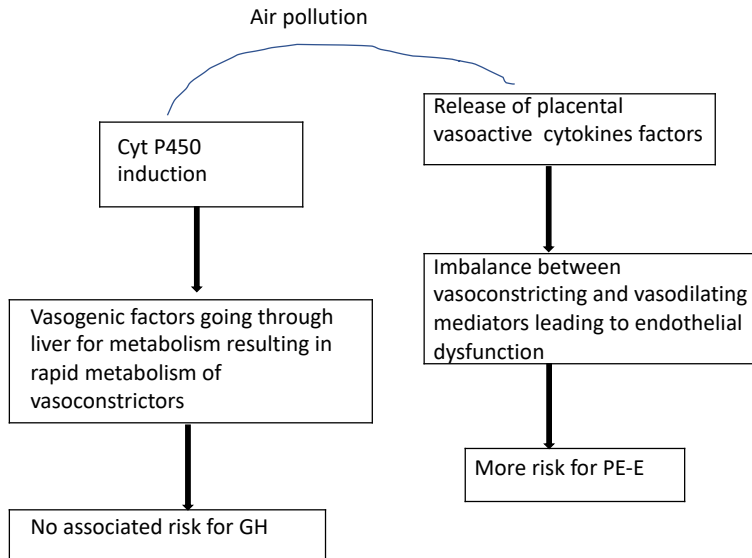 Air pollution
Cyt P450
induction
Vasogenic factors going through
liver for metabolism resulting in
rapid metabolism of
vasoconstrictors
No associated risk for GH
Release of placental
vasoactive cytokines factors
Imbalance between
vasoconstricting and vasodilating
mediators leading to endothelial
dysfunction
More risk for PE-E